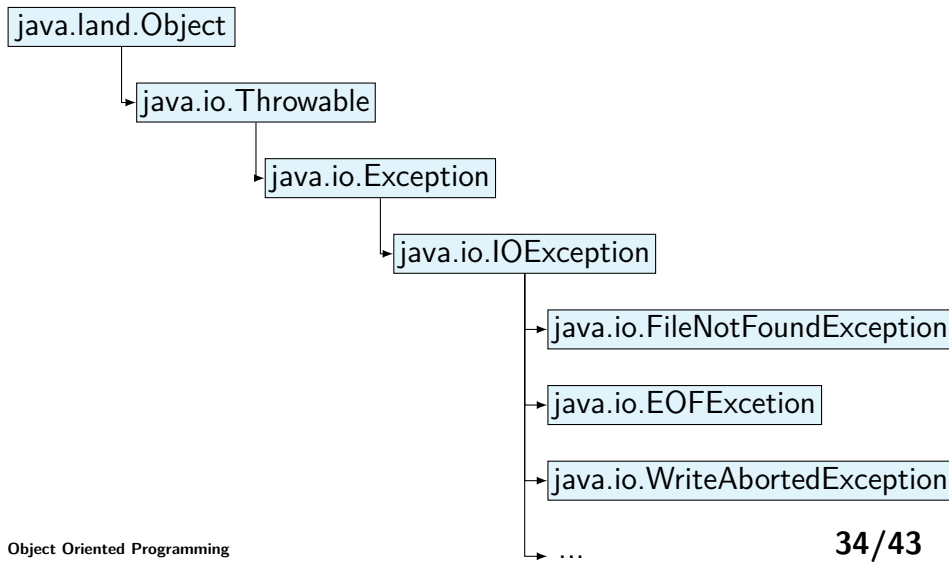 java.land.Object
java.io.Throwable
java.io.Exception
java.io.IOException
java.io.FileNotFoundException
java.io.EOFExcetion
java.io.WriteAbortedException
...
Object Oriented Programming
34/43